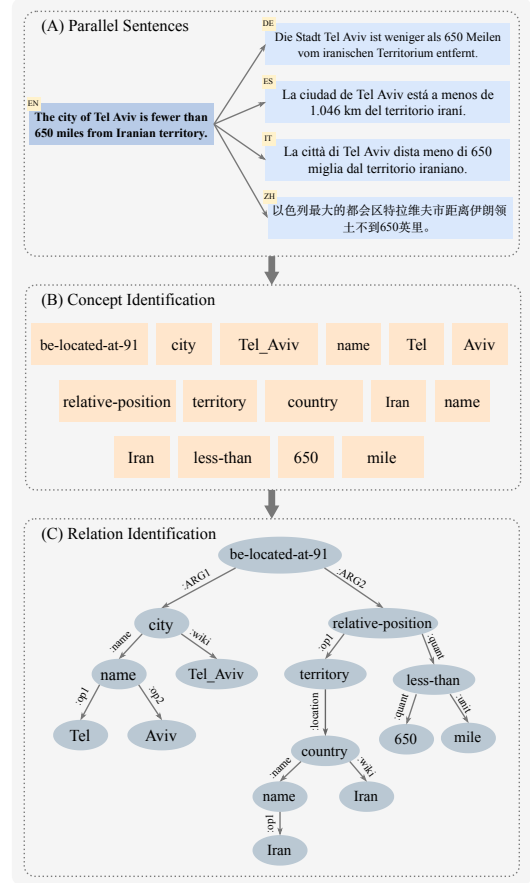 (A) Parallel Sentences
DE
Die Stadt Tel Aviv ist weniger als 650 Meilen
vom iranischen Territorium entfernt.
EN
The city of Tel Aviv is fewer than
650 miles from Iranian territory.
ES
La ciudad de Tel Aviv está a menos de
1.046 km del territorio iraní.
IT
La città di Tel Aviv dista meno di 650
miglia dal territorio iraniano.
ZH
以色列最大的都会区特拉维夫市距离伊朗领
土不到650英里。
(B) Concept Identification
be-located-at-91 city Tel_Aviv name Tel Aviv
relative-position territory country Iran name
Iran less-than 650 mile
(C) Relation Identification
be-located-at-91
:ARG1 :ARG2
city relative-position
:name :wiki :op1 :quant
name Tel_Aviv territory less-than
:op1 :op2 :location :quant :unit
Tel Aviv country 650 mile
:name :wiki
name Iran
:op1
Iran